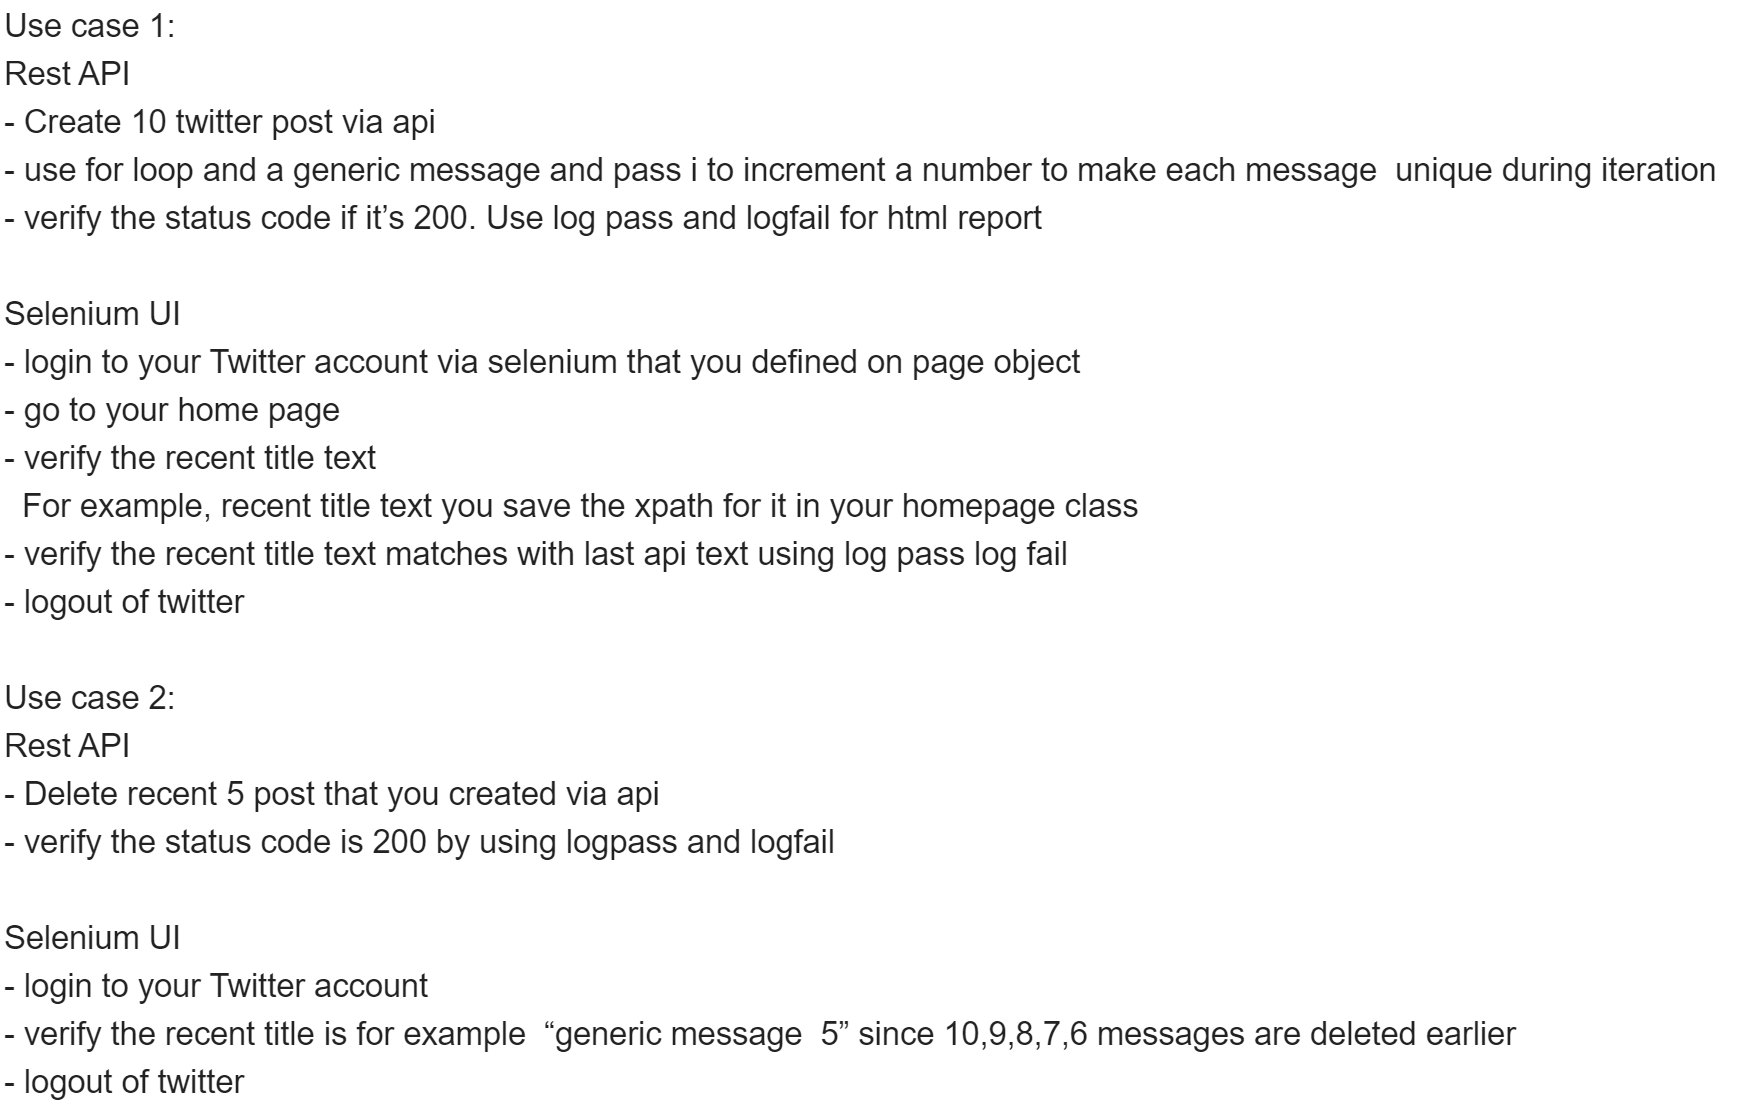 Use case 1:
Rest API
- Create 10 twitter post via api
- use for loop and a generic message and pass i to increment a number to make each message  unique during iteration
- verify the status code if it’s 200. Use log pass and logfail for html report
Selenium UI
- login to your Twitter account via selenium that you defined on page object
- go to your home page
- verify the recent title text
For example, recent title text you save the xpath for it in your homepage class
- verify the recent title text matches with last api text using log pass log fail
- logout of twitter
Use case 2:
Rest API
- Delete recent 5 post that you created via api
- verify the status code is 200 by using logpass and logfail
Selenium UI
- login to your Twitter account
- verify the recent title is for example  “generic message  5” since 10,9,8,7,6 messages are deleted earlier
- logout of twitter